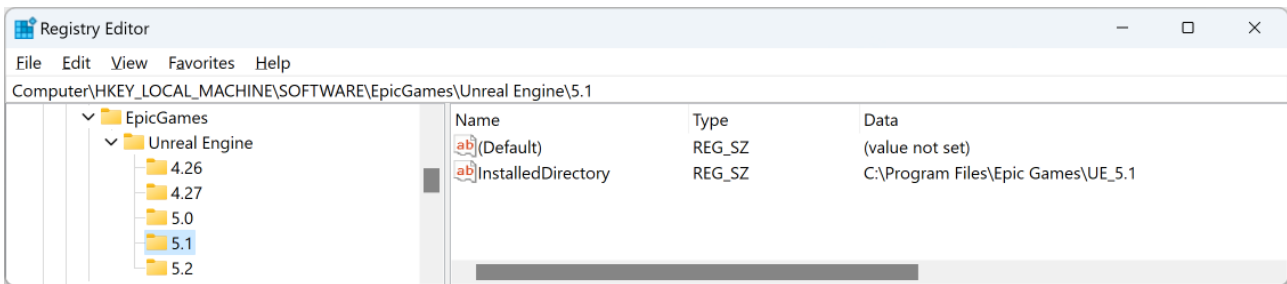 Registry Editor
File Edit View Favorites Help
Computer\HKEY_LOCAL_MACHINE\SOFTWARE\EpicGames\Unreal Engine\5.1
EpicGames
Unreal Engine
4.26
4.27
5.0
5.1
5.2
Name Type Data
ab (Default) REG_SZ (value not set)
ab InstalledDirectory REG_SZ C:\Program Files\Epic Games\UE_5.1